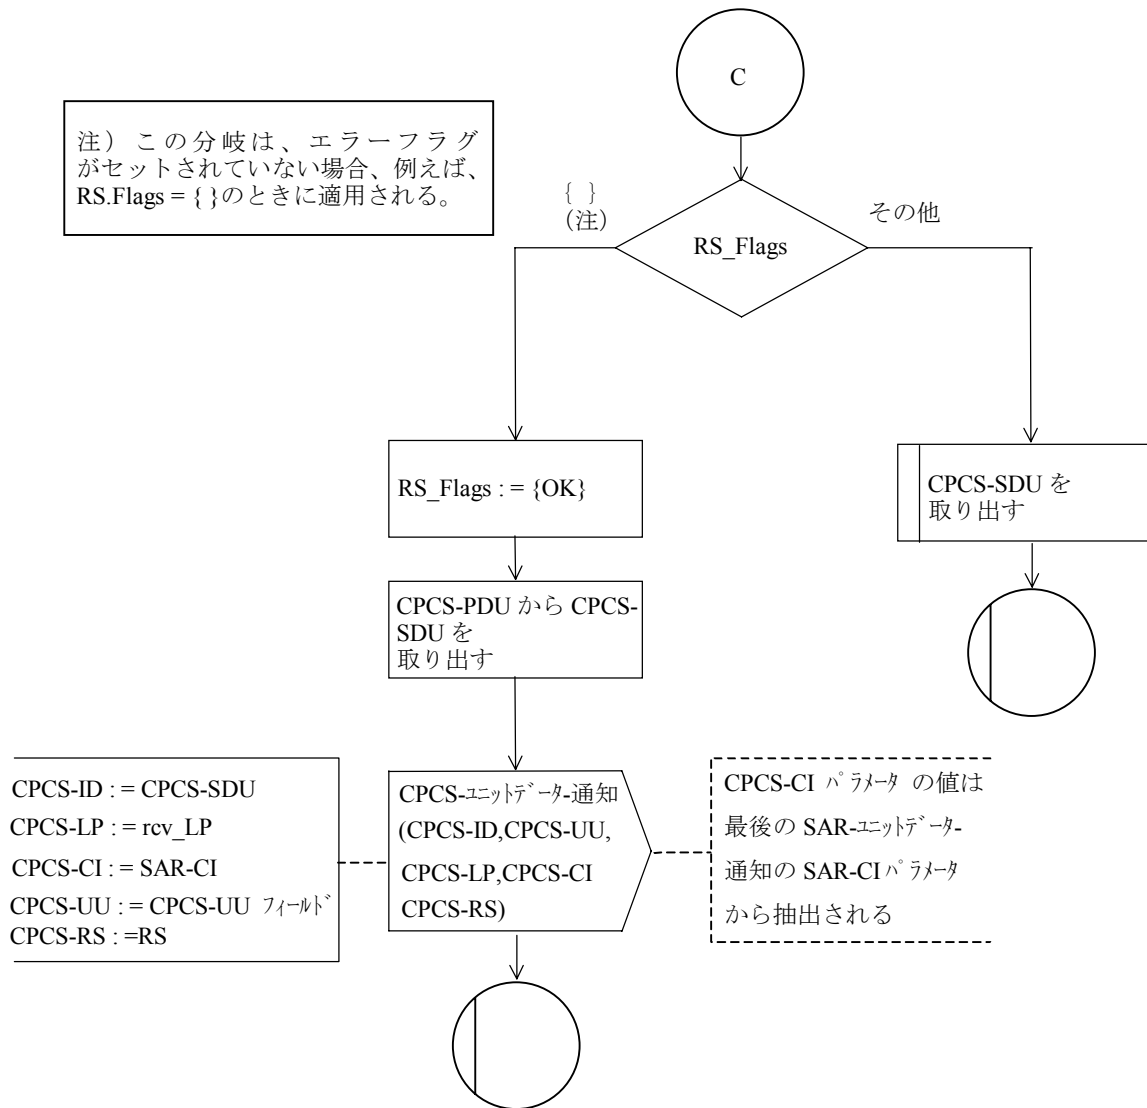 C
注）この分岐は、エラーフラグ
がセットされていない場合、例えば、
RS.Flags = { }のときに適用される。
{ }
（注）
その他
RS_Flags
RS_Flags : = {OK}
CPCS-SDU を
取り出す
CPCS-PDU から CPCS-
SDU を
取り出す
CPCS-ID : = CPCS-SDU
CPCS-LP : = rcv_LP
CPCS-CI : = SAR-CI
CPCS-UU : = CPCS-UU ﾌｨｰﾙﾄﾞ
CPCS-RS : =RS
CPCS-ﾕﾆｯﾄﾃﾞｰﾀ-通知
(CPCS-ID,CPCS-UU,
CPCS-LP,CPCS-CI
CPCS-RS)
CPCS-CI ﾊﾟﾗﾒｰﾀ の値は
最後の SAR-ﾕﾆｯﾄﾃﾞｰﾀ-
通知の SAR-CI ﾊﾟﾗﾒｰﾀ
から抽出される